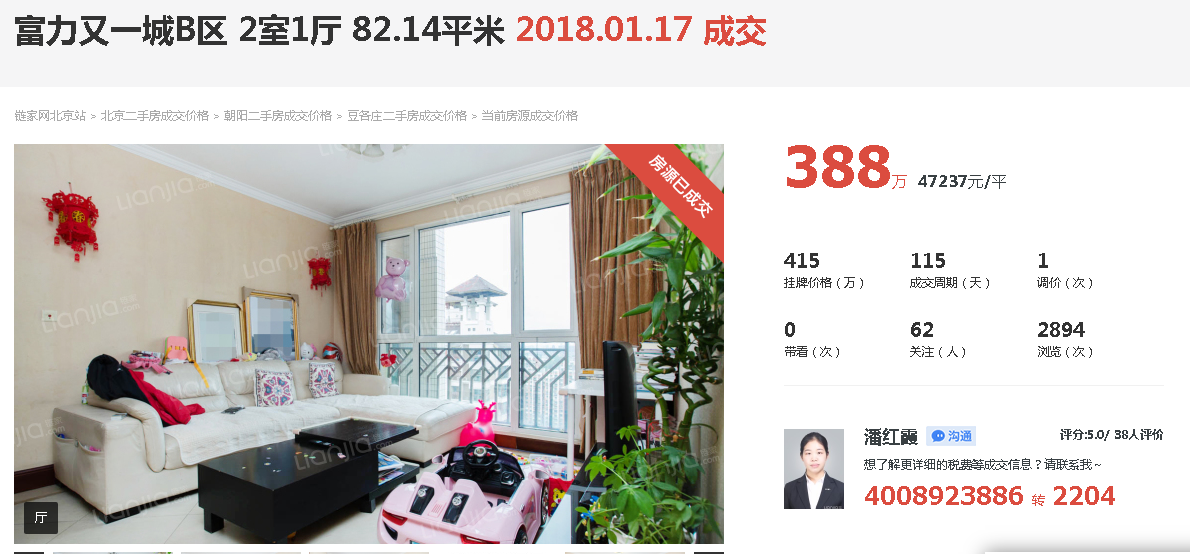 富力又一城B区 2室1厅 82.14平米 2018.01.17 成交
链家网北京站 > 北京二手房成交价格 > 朝阳二手房成交价格 > 豆各庄二手房成交价格 > 当前房源成交价格
房源已成交
Lianjia
Lianjia
Lianjia
Lianjia
厅
388万 47237元/平
415 115 1
挂牌价格（万） 成交周期（天） 调价（次）
0 62 2894
带看（次） 关注（人） 浏览（次）
潘红霞 沟通 评分:5.0/ 38人评价
想了解更详细的税费等成交信息？请联系我~
4008923886 转 2204